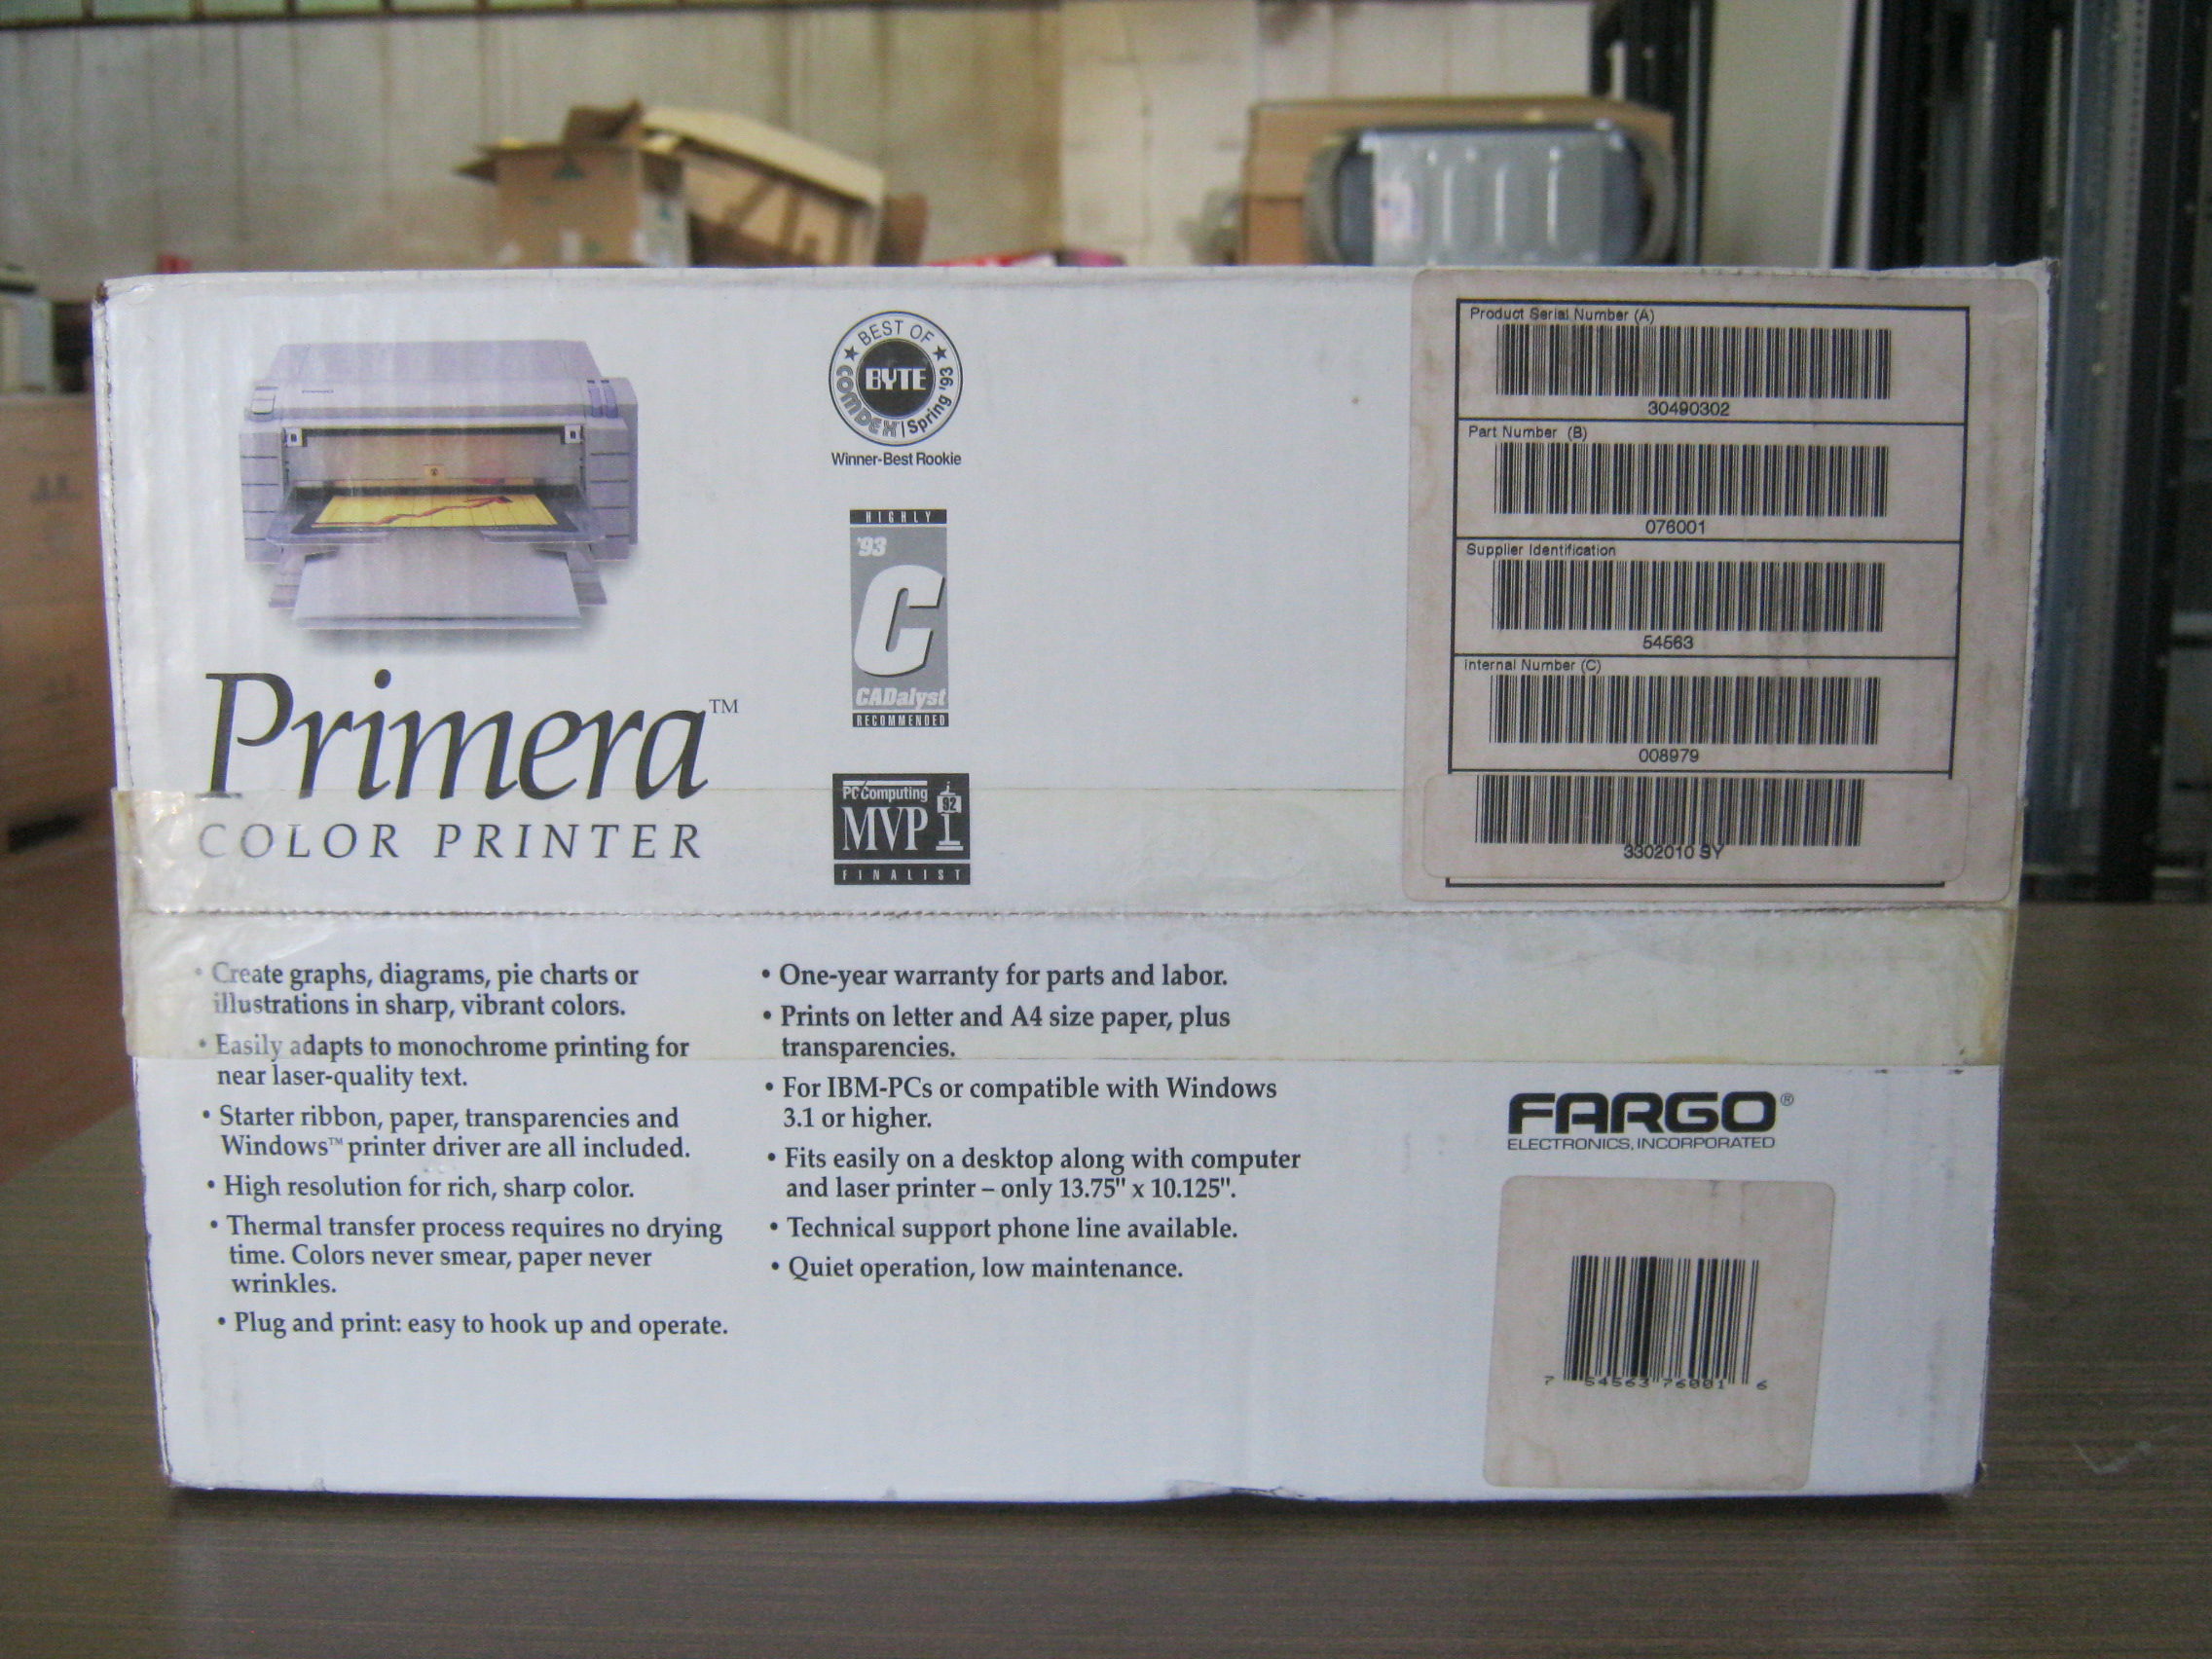 BEST OF
BYTE
COMDEX | Spring '93
Winner-Best Rookie
HIGHLY
'93
C
CADalyst
RECOMMENDED
Primera™
COLOR PRINTER
PC Computing
92
MVP
FINALIST
Product Serial Number (A)
30490302
Part Number (B)
076001
Supplier Identification
54563
Internal Number (C)
008979
3302010 SY
• Create graphs, diagrams, pie charts or
illustrations in sharp, vibrant colors.
• Easily adapts to monochrome printing for
near laser-quality text.
• Starter ribbon, paper, transparencies and
Windows™ printer driver are all included.
• High resolution for rich, sharp color.
• Thermal transfer process requires no drying
time. Colors never smear, paper never
wrinkles.
• Plug and print: easy to hook up and operate.
• One-year warranty for parts and labor.
• Prints on letter and A4 size paper, plus
transparencies.
• For IBM-PCs or compatible with Windows
3.1 or higher.
• Fits easily on a desktop along with computer
and laser printer – only 13.75" x 10.125".
• Technical support phone line available.
• Quiet operation, low maintenance.
FARGO®
ELECTRONICS, INCORPORATED
7 54563 76001 6